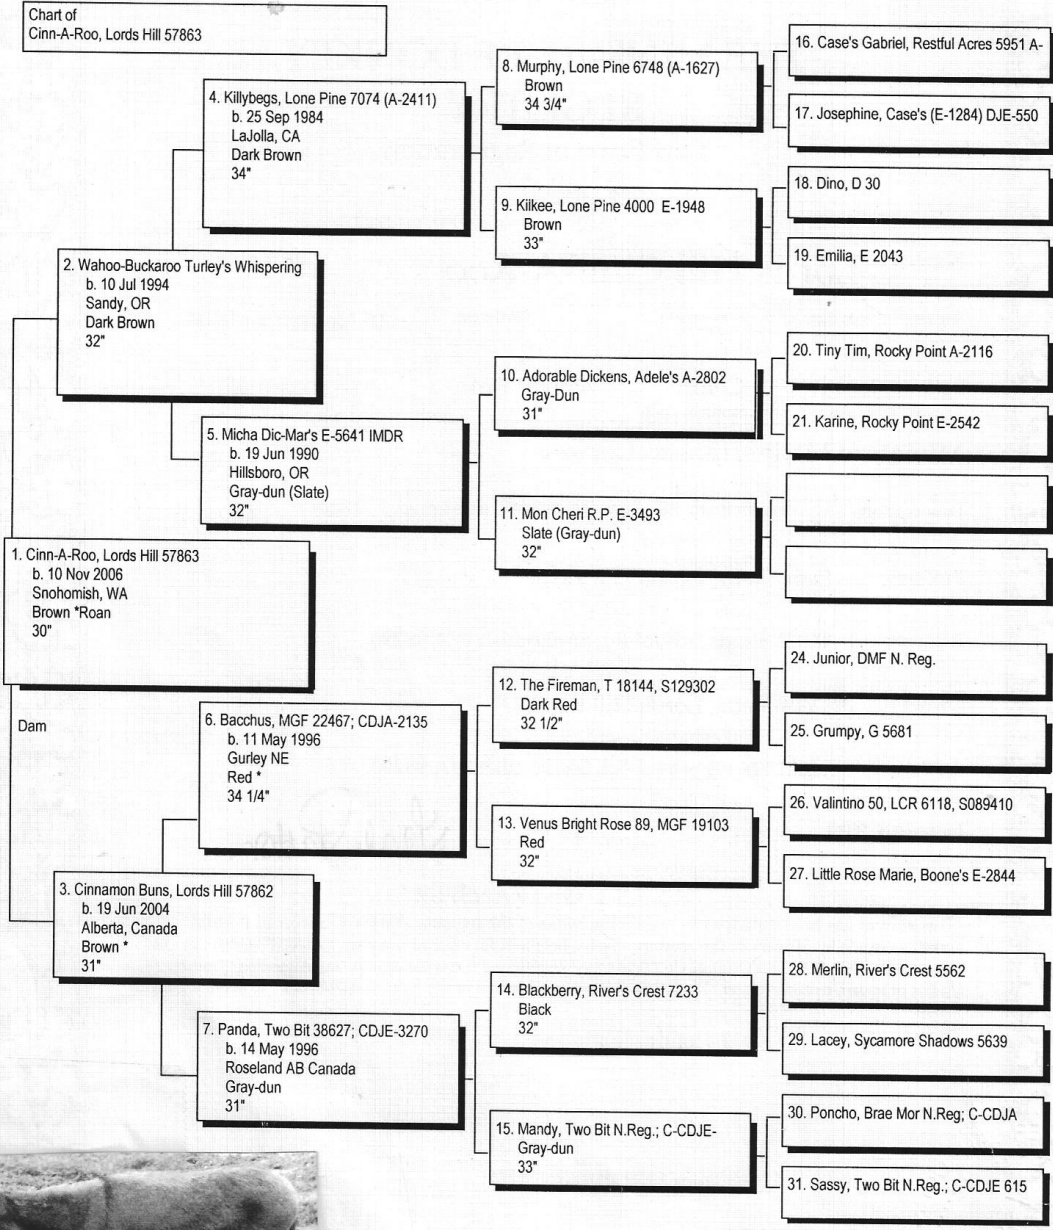 Chart of
Cinn-A-Roo, Lords Hill 57863
1. Cinn-A-Roo, Lords Hill 57863
b. 10 Nov 2006
Snohomish, WA
Brown *Roan
30"
Dam
2. Wahoo-Buckaroo Turley's Whispering
b. 10 Jul 1994
Sandy, OR
Dark Brown
32"
3. Cinnamon Buns, Lords Hill 57862
b. 19 Jun 2004
Alberta, Canada
Brown *
31"
4. Killybegs, Lone Pine 7074 (A-2411)
b. 25 Sep 1984
LaJolla, CA
Dark Brown
34"
5. Micha Dic-Mar's E-5641 IMDR
b. 19 Jun 1990
Hillsboro, OR
Gray-dun (Slate)
32"
6. Bacchus, MGF 22467; CDJA-2135
b. 11 May 1996
Gurley NE
Red *
34 1/4"
7. Panda, Two Bit 38627; CDJE-3270
b. 14 May 1996
Roseland AB Canada
Gray-dun
31"
8. Murphy, Lone Pine 6748 (A-1627)
Brown
34 3/4"
9. Kilkee, Lone Pine 4000 E-1948
Brown
33"
10. Adorable Dickens, Adele's A-2802
Gray-Dun
31"
11. Mon Cheri R.P. E-3493
Slate (Gray-dun)
32"
12. The Fireman, T 18144, S129302
Dark Red
32 1/2"
13. Venus Bright Rose 89, MGF 19103
Red
32"
14. Blackberry, River's Crest 7233
Black
32"
15. Mandy, Two Bit N.Reg.; C-CDJE-
Gray-dun
33"
16. Case's Gabriel, Restful Acres 5951 A-
17. Josephine, Case's (E-1284) DJE-550
18. Dino, D 30
19. Emilia, E 2043
20. Tiny Tim, Rocky Point A-2116
21. Karine, Rocky Point E-2542
24. Junior, DMF N. Reg.
25. Grumpy, G 5681
26. Valintino 50, LCR 6118, S089410
27. Little Rose Marie, Boone's E-2844
28. Merlin, River's Crest 5562
29. Lacey, Sycamore Shadows 5639
30. Poncho, Brae Mor N.Reg; C-CDJA
31. Sassy, Two Bit N.Reg.; C-CDJE 615